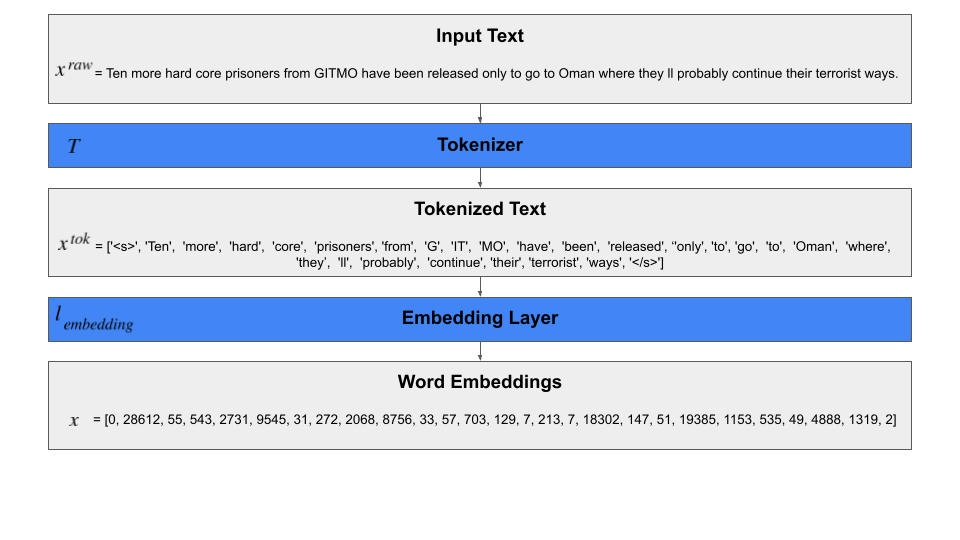 Input Text
x^raw = Ten more hard core prisoners from GITMO have been released only to go to Oman where they ll probably continue their terrorist ways.
T Tokenizer
Tokenized Text
x^tok = ['<s>', 'Ten', 'more', 'hard', 'core', 'prisoners', 'from', 'G', 'IT', 'MO', 'have', 'been', 'released', "only', 'to', 'go', 'to', 'Oman', 'where',
'they', 'll', 'probably', 'continue', 'their', 'terrorist', 'ways', '</s>']
l_embedding Embedding Layer
Word Embeddings
x = [0, 28612, 55, 543, 2731, 9545, 31, 272, 2068, 8756, 33, 57, 703, 129, 7, 213, 7, 18302, 147, 51, 19385, 1153, 535, 49, 4888, 1319, 2]